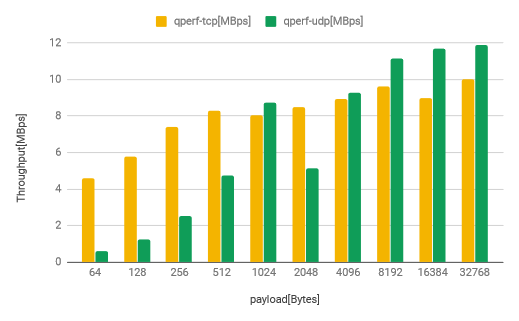 qperf-tcp[MBps] qperf-udp[MBps]
12
10
8
6
4
2
0
Throughput[MBps]
64 128 256 512 1024 2048 4096 8192 16384 32768
payload[Bytes]